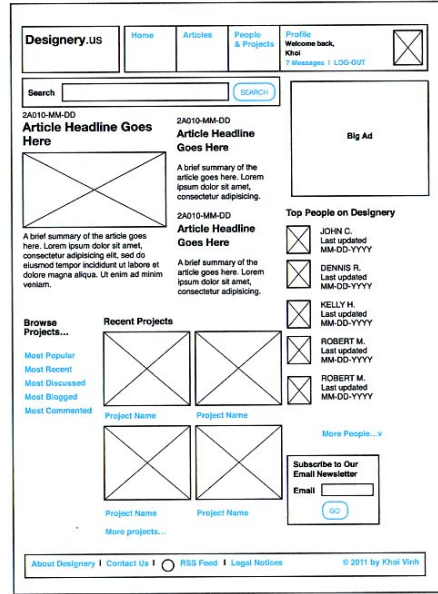 Designery.us
Home
Articles
People
& Projects
Profile
Welcome back,
Khoi
7 Messages I LOG-OUT
Search
SEARCH
2A010-MM-DD
Article Headline Goes
Here
A brief summary of the article goes
here. Lorem ipsum dolor sit amet,
consectetur adipisicing elit, sed do
eiusmod tempor incididunt ut labore et
dolore magna aliqua. Ut enim ad minim
veniam.
2A010-MM-DD
Article Headline
Goes Here
A brief summary of the
article goes here. Lorem
ipsum dolor sit amet,
consectetur adipisicing.
2A010-MM-DD
Article Headline
Goes Here
A brief summary of the
article goes here. Lorem
ipsum dolor sit amet,
consectetur adipisicing.
Big Ad
Top People on Designery
JOHN C.
Last updated
MM-DD-YYYY
DENNIS R.
Last updated
MM-DD-YYYY
KELLY H.
Last updated
MM-DD-YYYY
ROBERT M.
Last updated
MM-DD-YYYY
ROBERT M.
Last updated
MM-DD-YYYY
More People...v
Browse
Projects...
Most Popular
Most Recent
Most Discussed
Most Blogged
Most Commented
Recent Projects
Project Name
Project Name
Project Name
Project Name
More projects...
Subscribe to Our
Email Newsletter
Email
GO
About Designery I Contact Us I RSS Feed I Legal Notices
© 2011 by Khoi Vinh